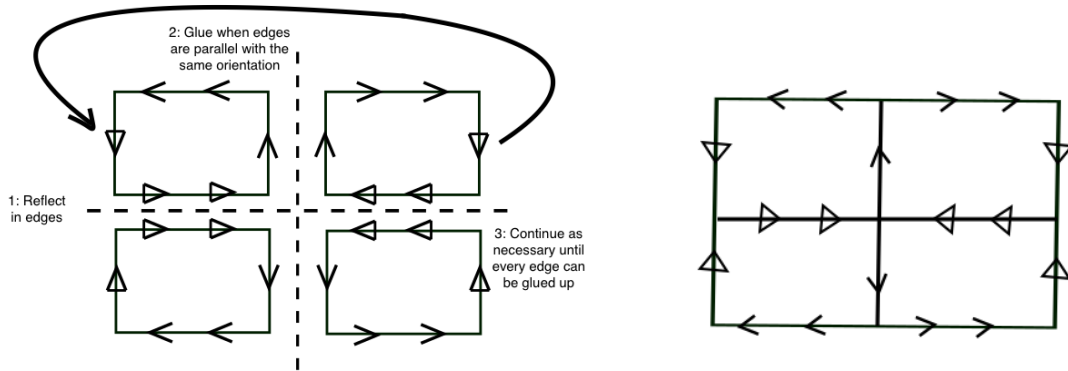 2: Glue when edges
are parallel with the
same orientation
1: Reflect
in edges
3: Continue as
necessary until
every edge can
be glued up